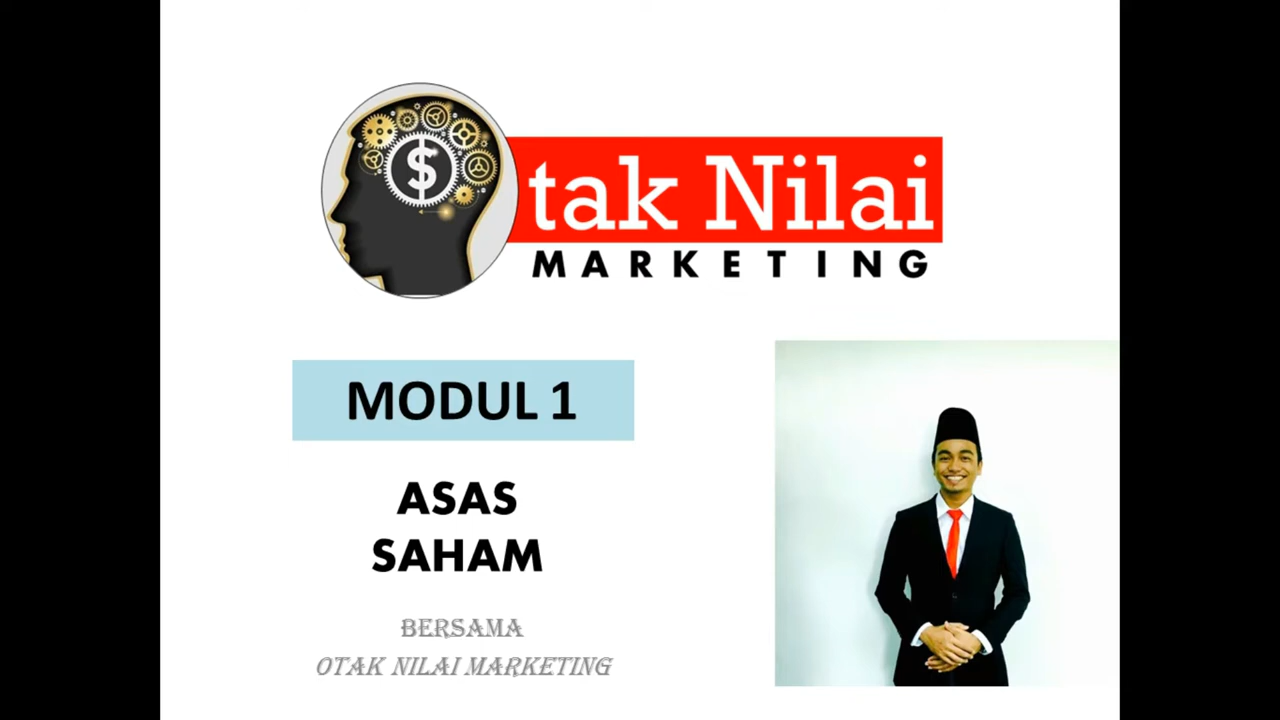 tak Nilai
MARKETING
MODUL 1
ASAS
SAHAM
BERSAMA
OTAK NILAI MARKETING